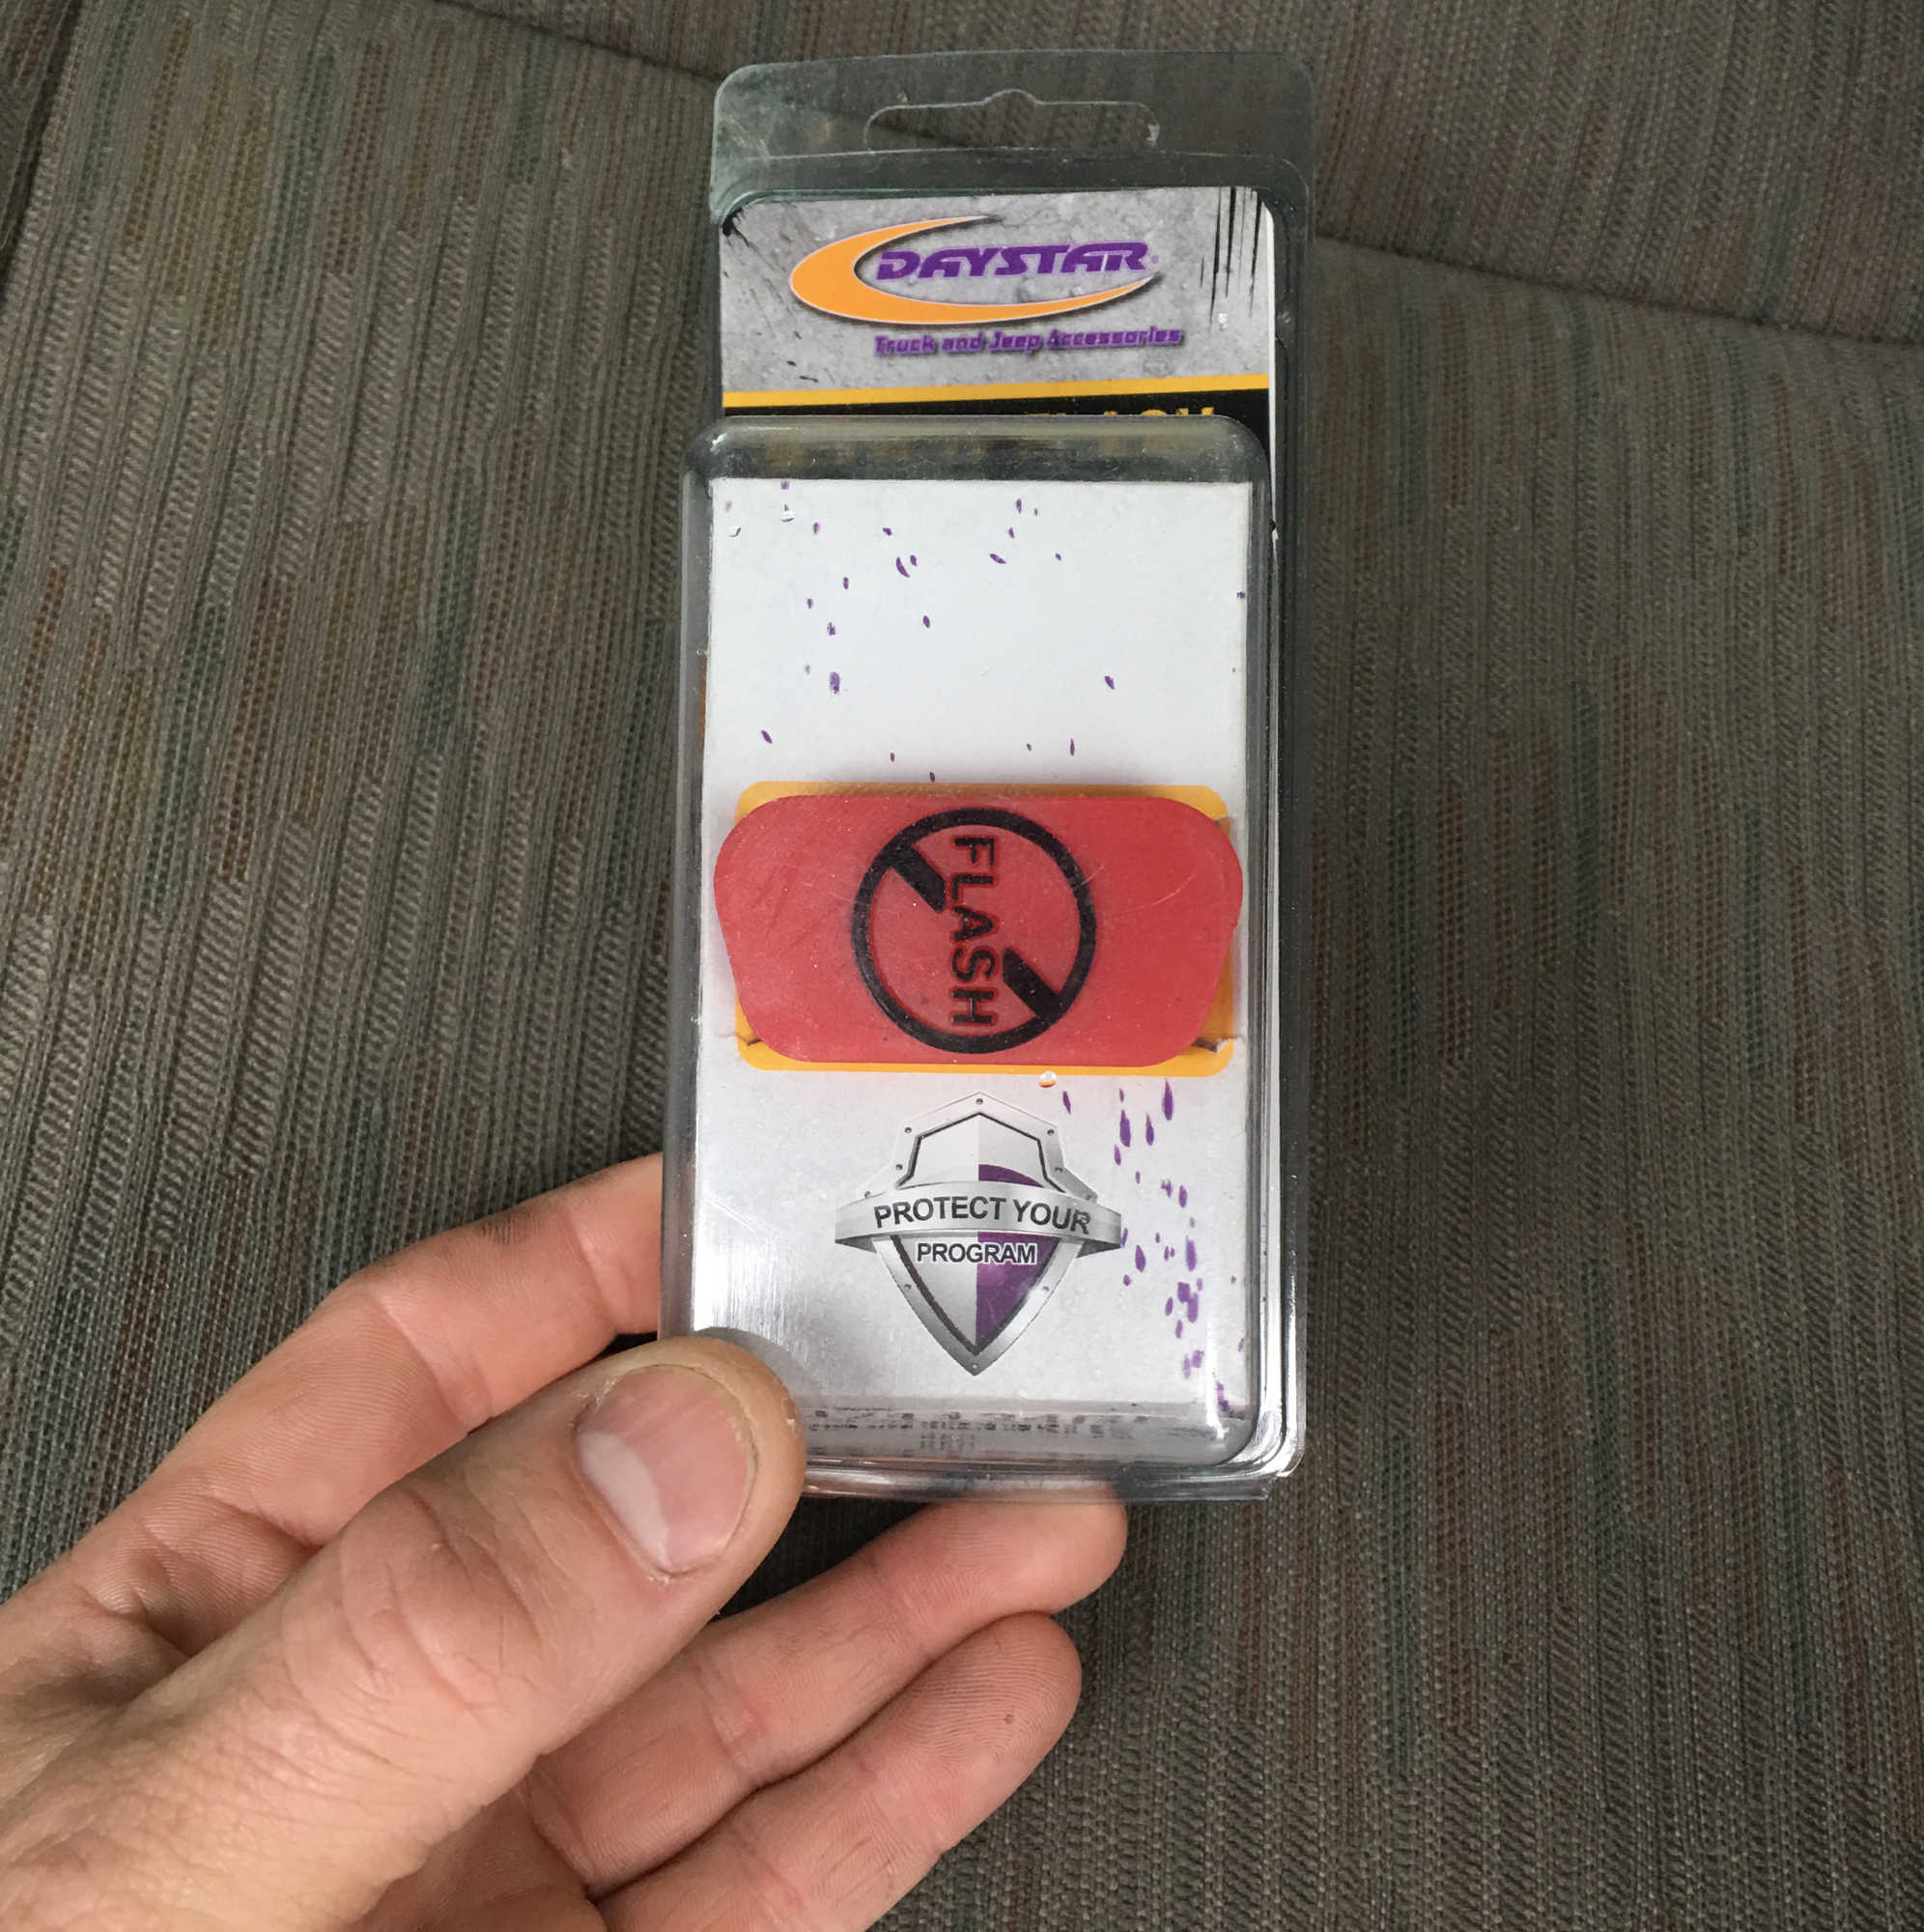 DAYSTAR
Truck and Jeep Accessories
FLASH
PROTECT YOUR
PROGRAM